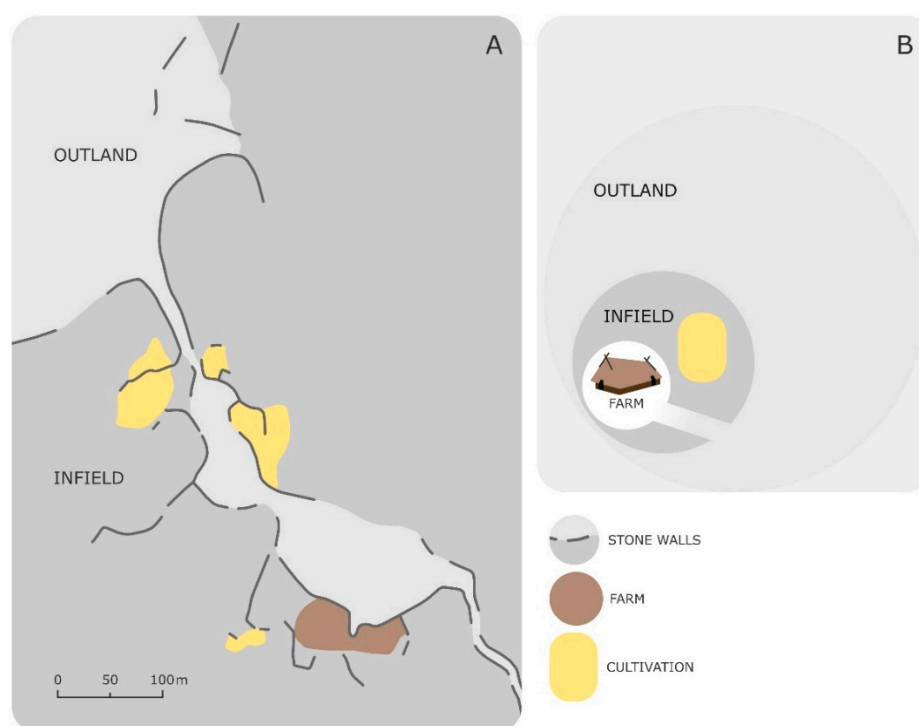 A
OUTLAND
INFIELD
0 50 100m
B
OUTLAND
INFIELD
FARM
STONE WALLS
FARM
CULTIVATION